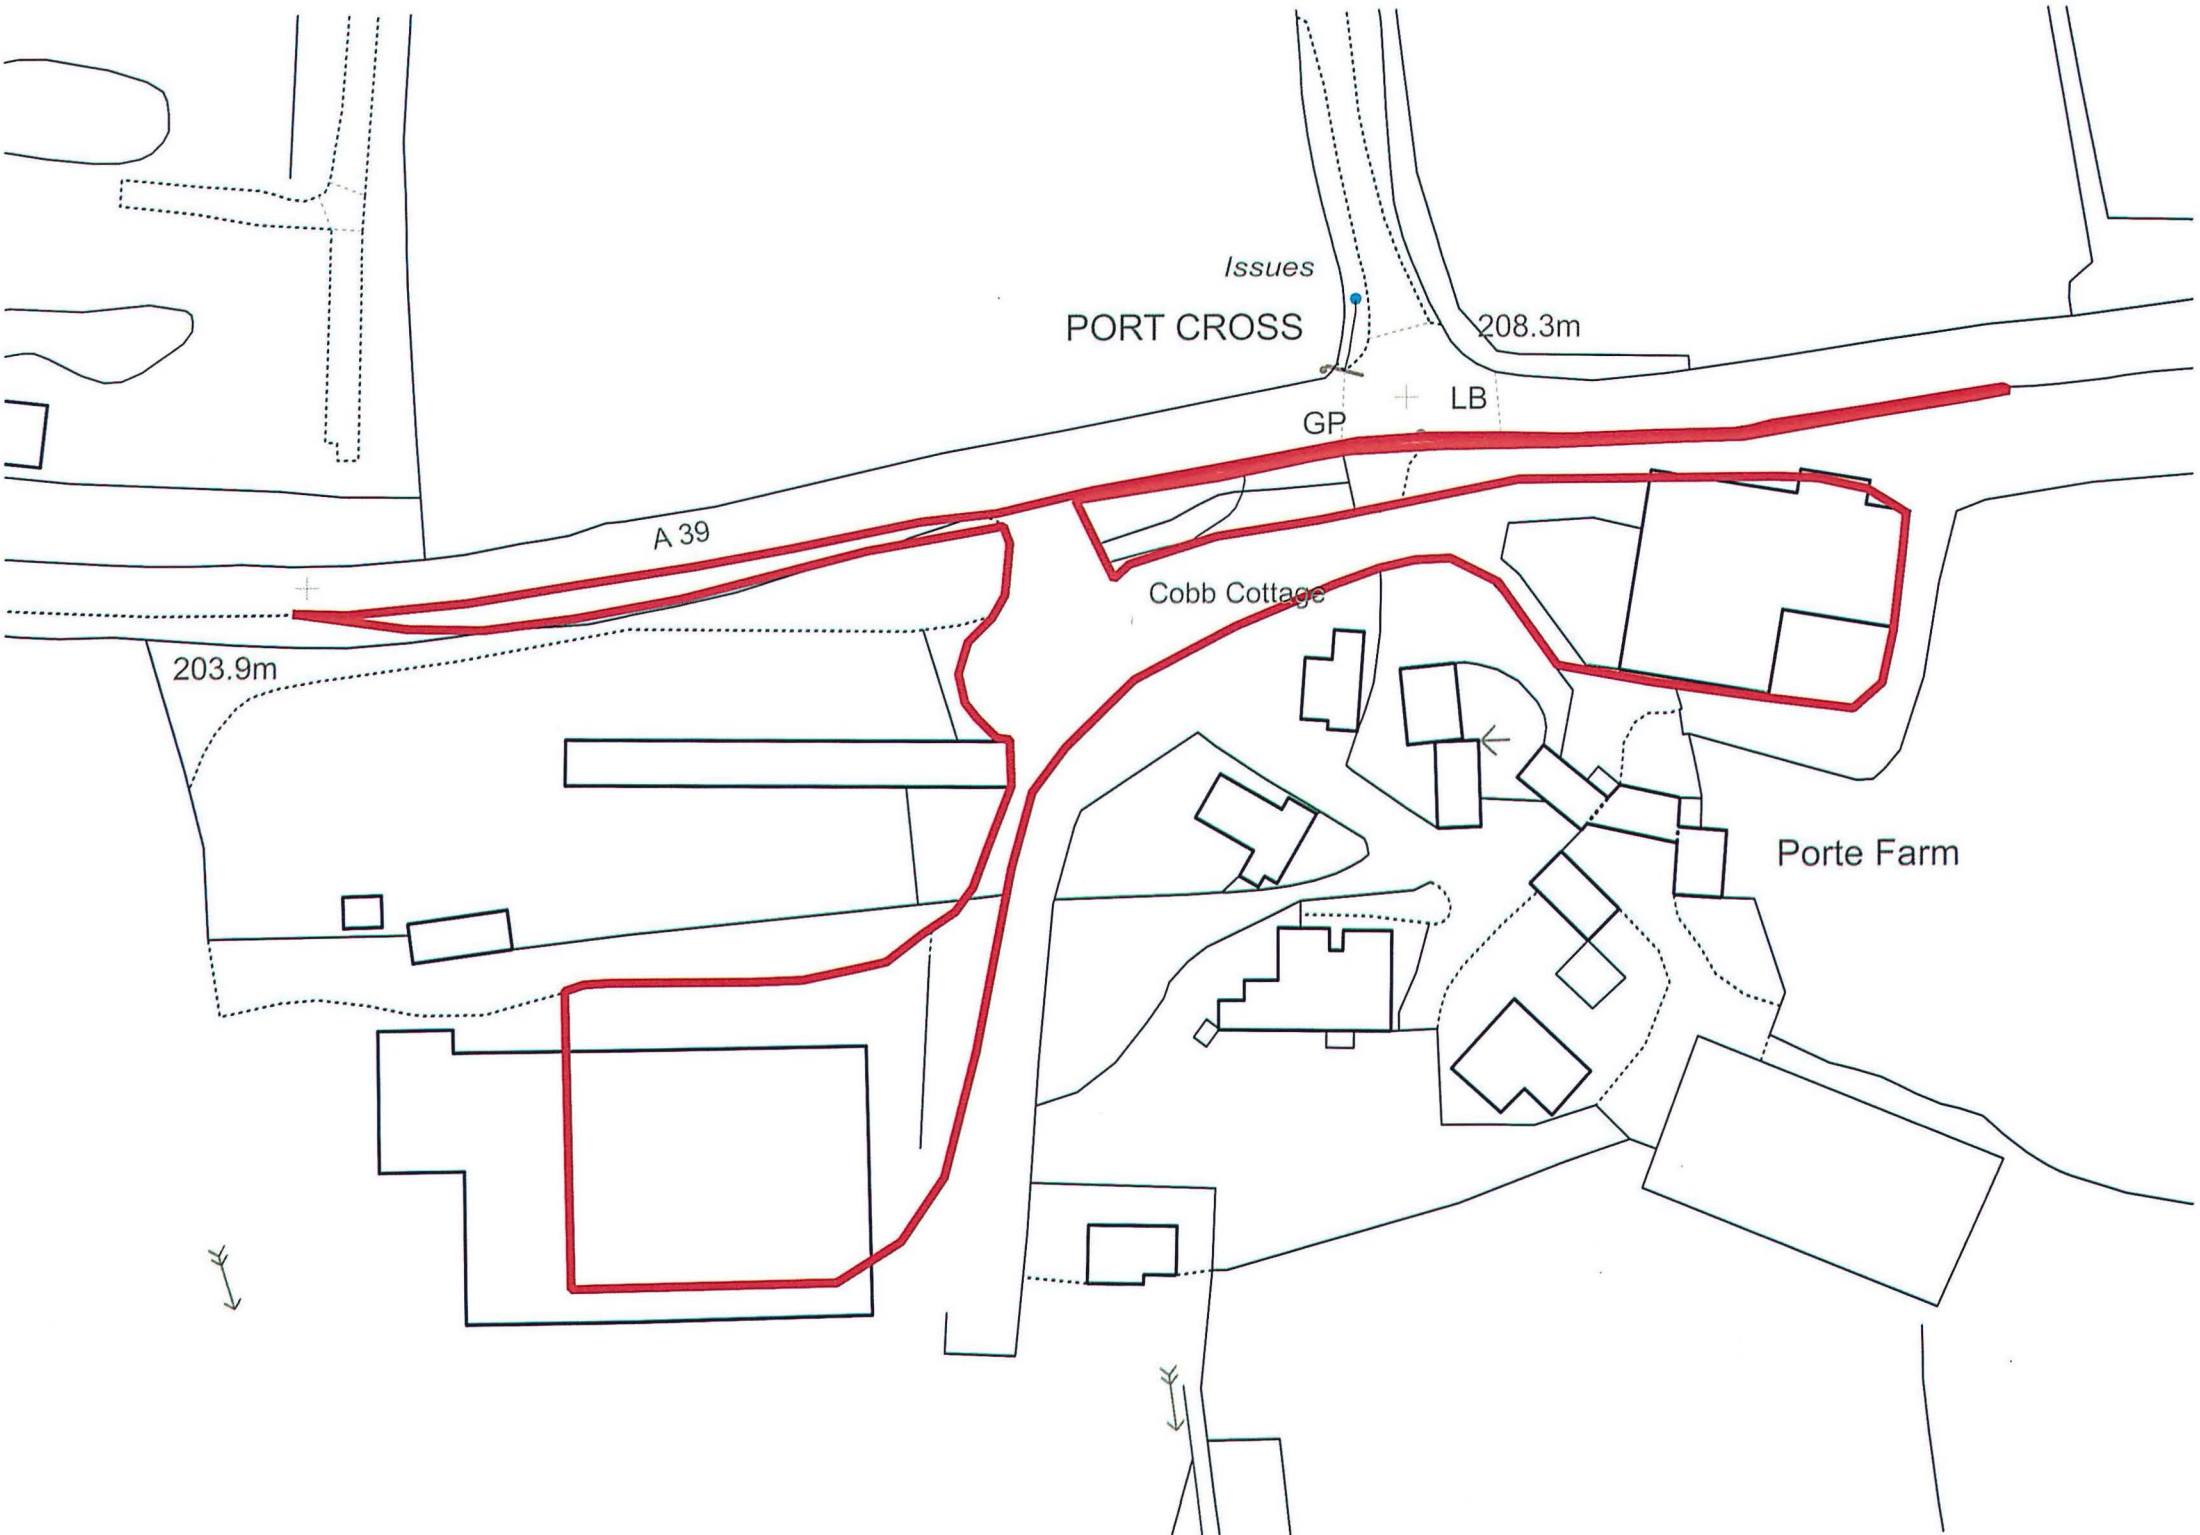 Issues
PORT CROSS
208.3m
LB
GP
A 39
Cobb Cottage
203.9m
Porte Farm